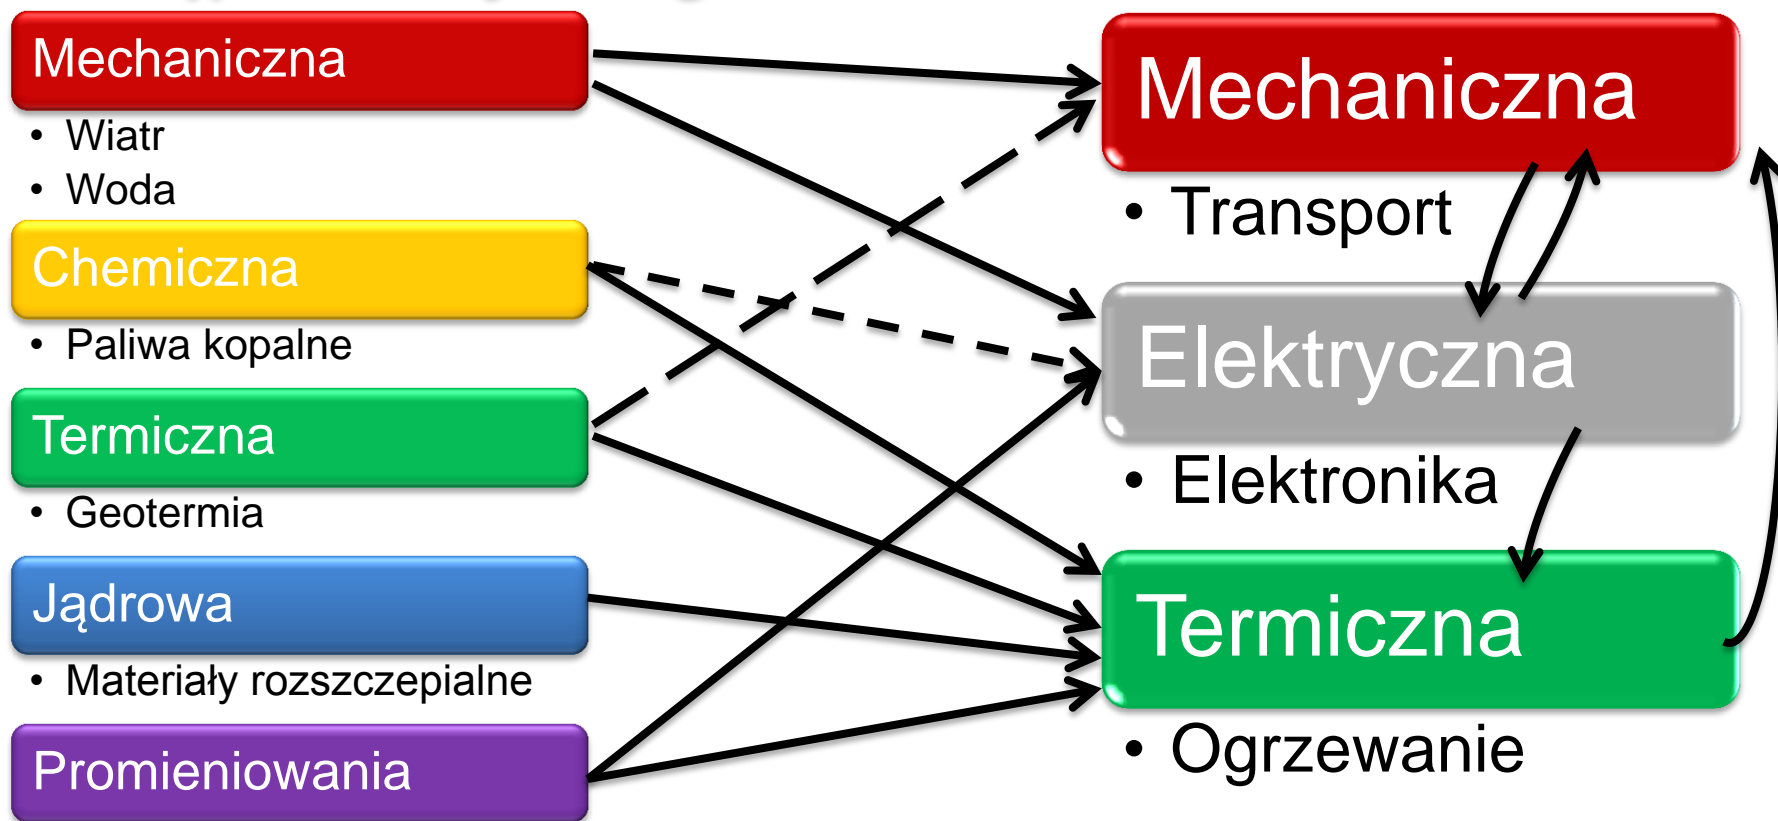 Mechaniczna
• Wiatr
• Woda
Chemiczna
• Paliwa kopalne
Termiczna
• Geotermia
Jądrowa
• Materiały rozszczepialne
Promieniowania
Mechaniczna
• Transport
Elektryczna
• Elektronika
Termiczna
• Ogrzewanie